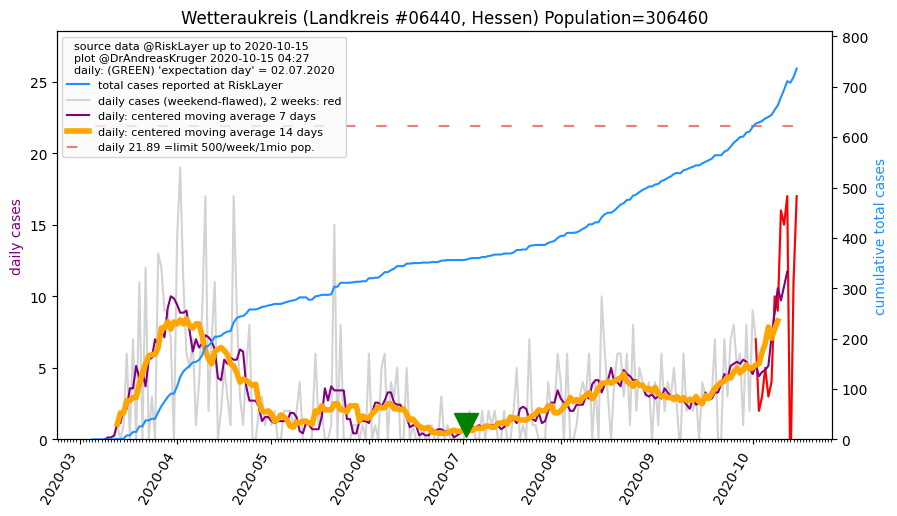 Wetteraukreis (Landkreis #06440, Hessen) Population=306460
source data @RiskLayer up to 2020-10-15
plot @DrAndreasKruger 2020-10-15 04:27
daily: (GREEN) 'expectation day' = 02.07.2020
total cases reported at RiskLayer
daily cases (weekend-flawed), 2 weeks: red
daily: centered moving average 7 days
daily: centered moving average 14 days
daily 21.89 =limit 500/week/1mio pop.
daily cases
25
20
15
10
5
0
cumulative total cases
800
700
600
500
400
300
200
100
0
2020-03
2020-04
2020-05
2020-06
2020-07
2020-08
2020-09
2020-10